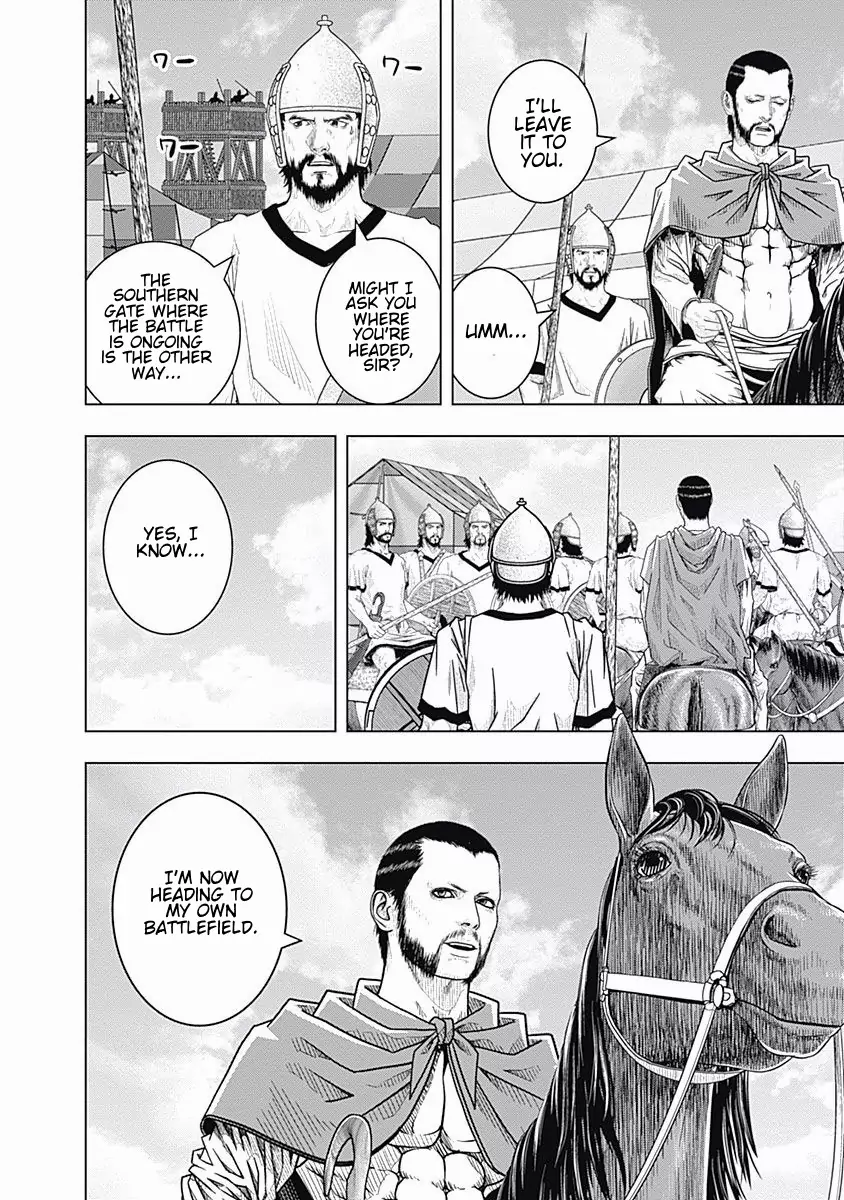 I'LL
LEAVE
IT TO
YOU.
UMM...
ワー
ワー
ワー
MIGHT I
ASK YOU
WHERE
YOU'RE
HEADED,
SIR?
THE
SOUTHERN
GATE WHERE
THE BATTLE
IS ONGOING
IS THE OTHER
WAY...
YES, I
KNOW...
I'M NOW
HEADING TO
MY OWN
BATTLEFIELD.